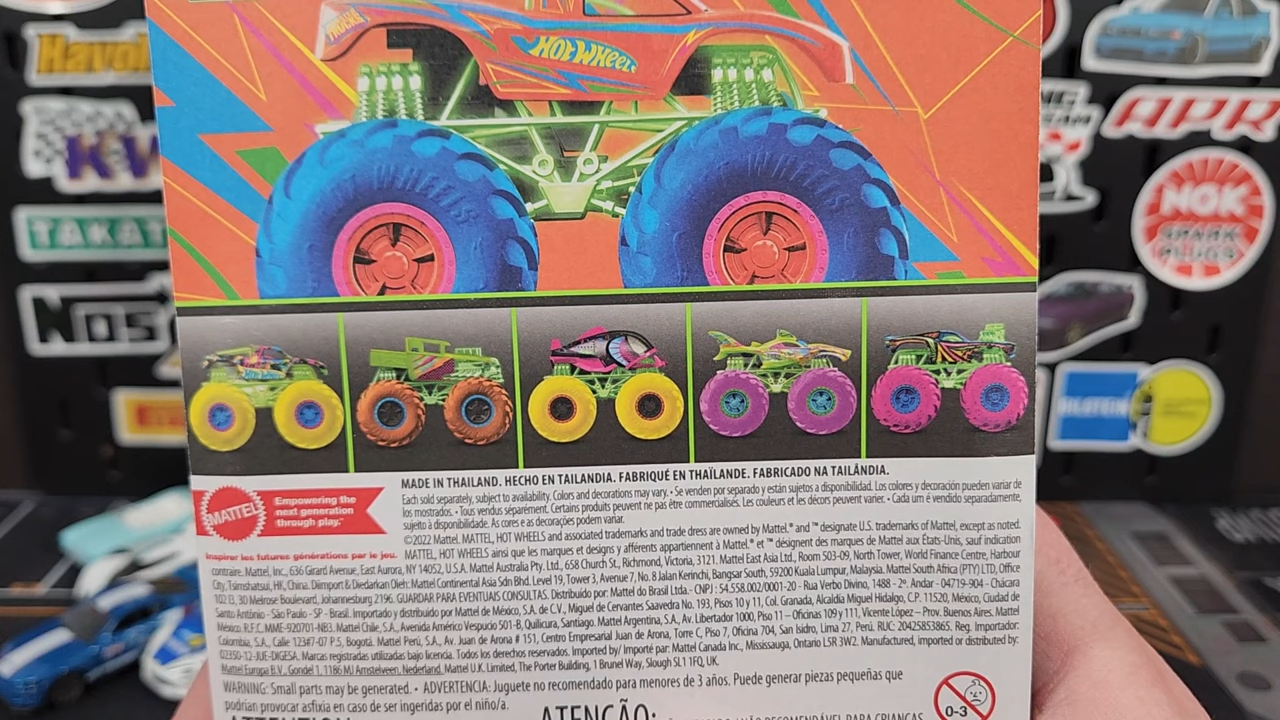 HOT WHEELS
HOT WHEELS
WHEELS
Havol
KW
TAKAT
NOS
APR
NGK
SPARK
PLUGS
BILSTEIN
MATTEL
Empowering the
next generation
through play.™
Inspirer les futures générations par le jeu.
MADE IN THAILAND. HECHO EN TAILANDIA. FABRIQUÉ EN THAÏLANDE. FABRICADO NA TAILÂNDIA.
Each sold separately, subject to availability. Colors and decorations may vary. • Se venden por separado y están sujetos a disponibilidad. Los colores y decoración pueden variar de
los mostrados. • Tous vendus séparément. Certains produits peuvent ne pas être commercialisés. Les couleurs et les décors peuvent varier. • Cada um é vendido separadamente,
sujeito à disponibilidade. As cores e as decorações podem variar.
©2022 Mattel. MATTEL, HOT WHEELS and associated trademarks and trade dress are owned by Mattel.® and ™ designate U.S. trademarks of Mattel, except as noted.
MATTEL, HOT WHEELS ainsi que les marques et designs y afférents appartiennent à Mattel.® et ™ désignent des marques de Mattel aux États-Unis, sauf indication
contraire. Mattel, Inc., 636 Girard Avenue, East Aurora, NY 14052, U.S.A. Mattel Australia Pty. Ltd., 658 Church St., Richmond, Victoria, 3121. Mattel East Asia Ltd., Room 503-09, North Tower, World Finance Centre, Harbour
City, Tsimshatsui, HK, China. Diimport & Diedarkan Oleh: Mattel Continental Asia Sdn Bhd. Level 19, Tower 3, Avenue 7, No. 8 Jalan Kerinchi, Bangsar South, 59200 Kuala Lumpur, Malaysia. Mattel South Africa (PTY) LTD, Office
102 I3, 30 Melrose Boulevard, Johannesburg 2196. GUARDAR PARA EVENTUAIS CONSULTAS. Distribuido por: Mattel do Brasil Ltda.- CNPJ : 54.558.002/0001-20 - Rua Verbo Divino, 1488 - 2º. Andar - 04719-904 - Chácara
Santo Antônio - São Paulo - SP - Brasil. Importado y distribuido por Mattel de México, S.A. de C.V., Miguel de Cervantes Saavedra No. 193, Pisos 10 y 11, Col. Granada, Alcaldía Miguel Hidalgo, C.P. 11520, México, Ciudad de
México. R.F.C. MME-920701-NB3. Mattel Chile, S.A., Avenida Américo Vespucio 501-B, Quilicura, Santiago. Mattel Argentina, S.A., Av. Libertador 1000, Piso 11 – Oficinas 109 y 111, Vicente López – Prov. Buenos Aires. Mattel
Colombia, S.A., Calle 123#7-07 P.5, Bogotá. Mattel Perú, S.A., Av. Juan de Arona # 151, Centro Empresarial Juan de Arona, Torre C, Piso 7, Oficina 704, San Isidro, Lima 27, Perú. RUC: 20425853865. Reg. Importador:
02350-12-JUE-DIGESA. Marcas registradas utilizadas bajo licencia. Todos los derechos reservados. Imported by/ Importé par: Mattel Canada Inc., Mississauga, Ontario L5R 3W2. Manufactured, imported or distributed by:
Mattel Europa B.V., Gondel 1, 1186 MJ Amstelveen, Nederland. Mattel U.K. Limited, The Porter Building, 1 Brunel Way, Slough SL1 1FQ, UK.
WARNING: Small parts may be generated. • ADVERTENCIA: Juguete no recomendado para menores de 3 años. Puede generar piezas pequeñas que
podrían provocar asfixia en caso de ser ingeridas por el niño/a.
0-3
ATENÇÃO: